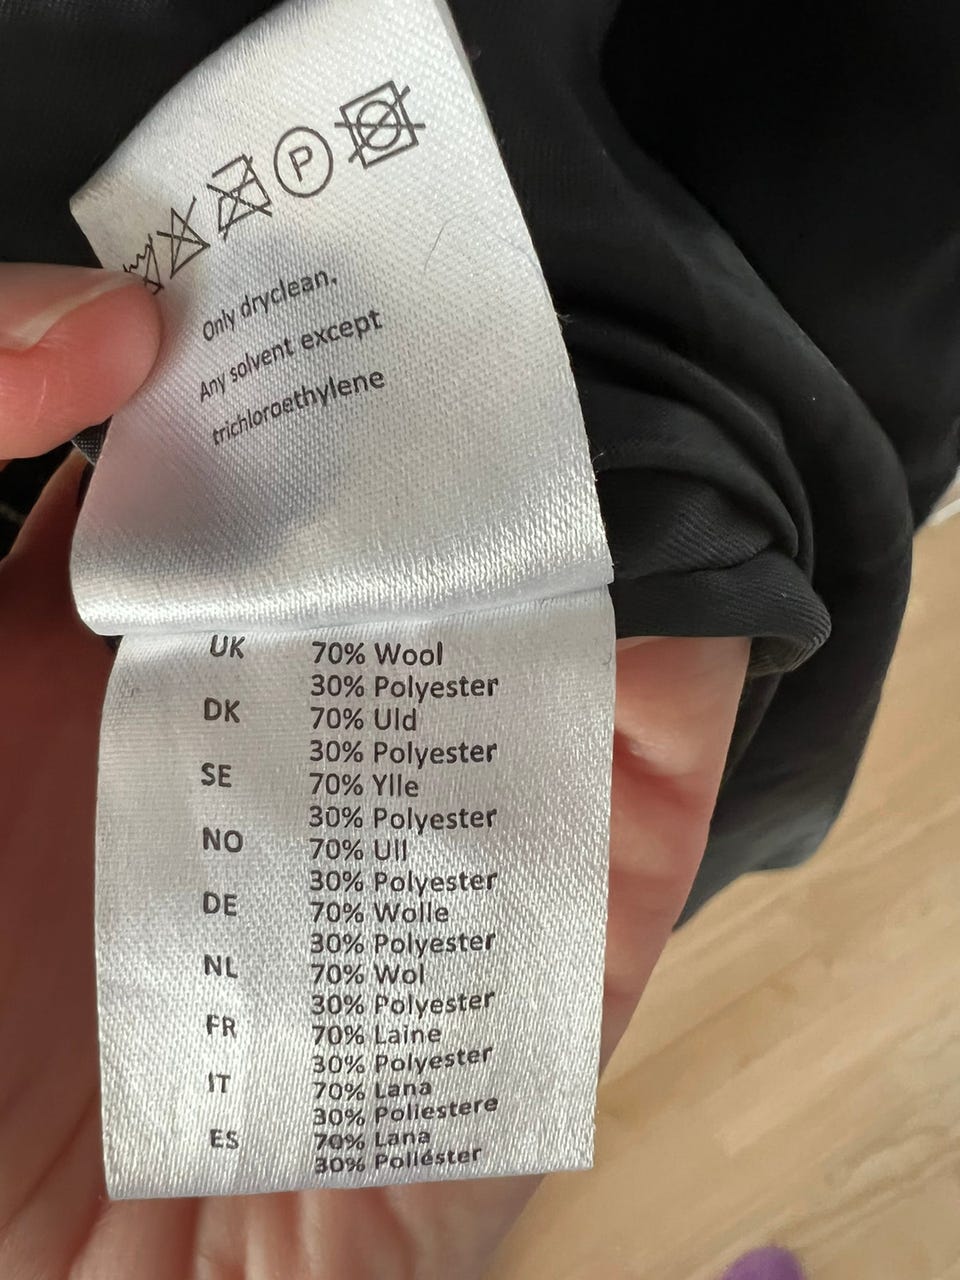 P
Only dryclean.
Any solvent except
trichloroethylene
UK 70% Wool
30% Polyester
DK 70% Uld
30% Polyester
SE 70% Ylle
30% Polyester
NO 70% Ull
30% Polyester
DE 70% Wolle
30% Polyester
NL 70% Wol
30% Polyester
FR 70% Laine
30% Polyester
IT 70% Lana
30% Poliestere
ES 70% Lana
30% Poliéster